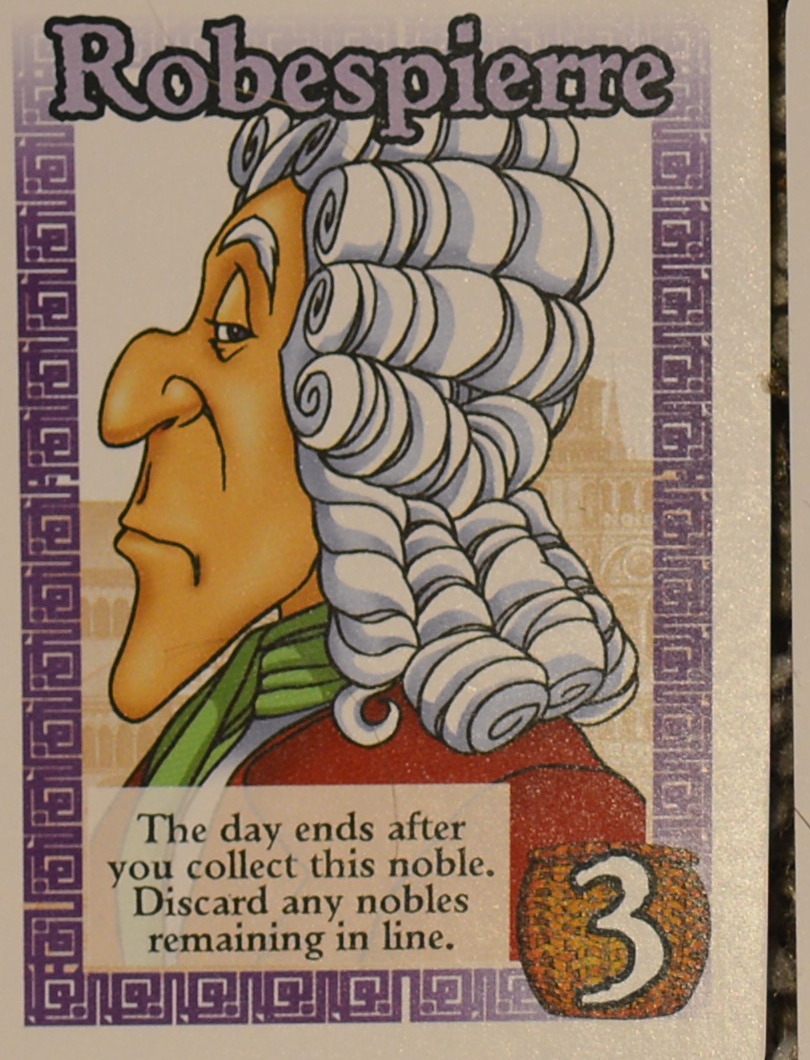 Robespierre
The day ends after
you collect this noble.
Discard any nobles
remaining in line.
3